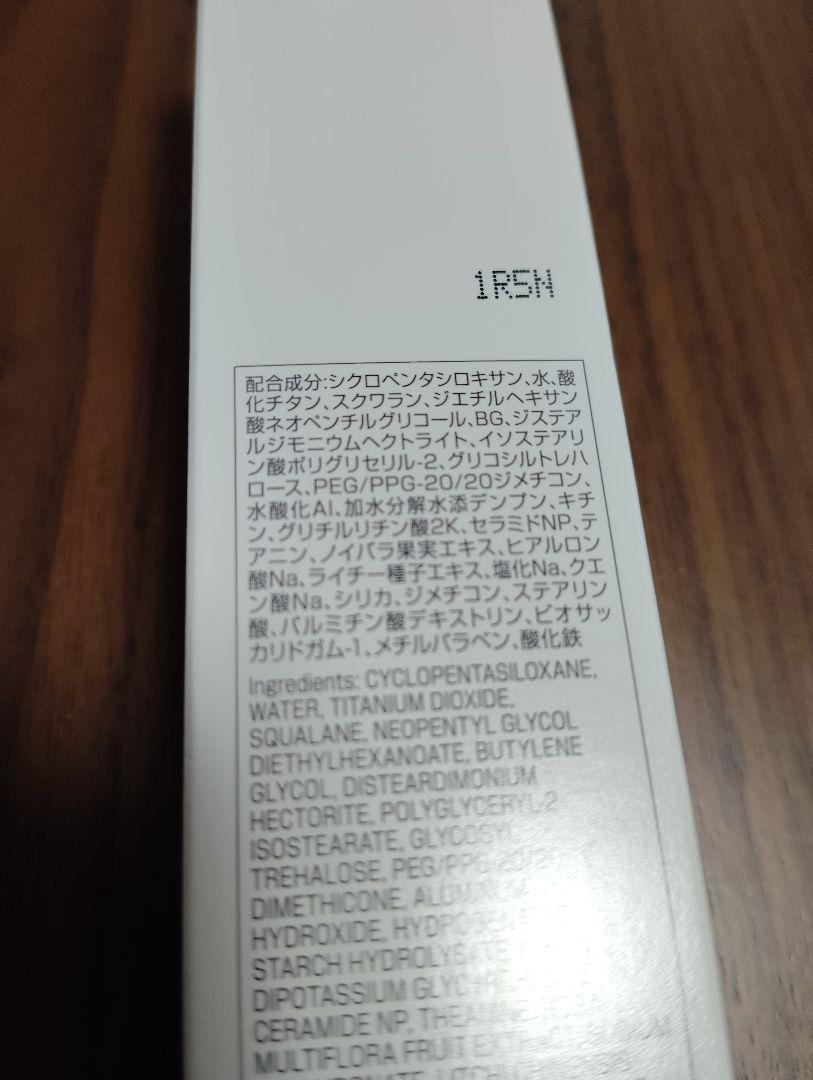 1R5N
配合成分:シクロペンタシロキサン、水、酸
化チタン、スクワラン、ジエチルヘキサン
酸ネオペンチルグリコール、BG、ジステア
ルジモニウムヘクトライト、イソステアリ
ン酸ポリグリセリル-2、グリコシルトレハ
ロース、PEG/PPG-20/20ジメチコン、
水酸化Al、加水分解水添デンプン、キチ
ン、グリチルリチン酸2K、セラミドNP、テ
アニン、ノイバラ果実エキス、ヒアルロン
酸Na、ライチー種子エキス、塩化Na、クエ
ン酸Na、シリカ、ジメチコン、ステアリン
酸、パルミチン酸デキストリン、ビオサッ
カリドガム-1、メチルパラベン、酸化鉄
Ingredients: CYCLOPENTASILOXANE,
WATER, TITANIUM DIOXIDE,
SQUALANE, NEOPENTYL GLYCOL
DIETHYLHEXANOATE, BUTYLENE
GLYCOL, DISTEARDIMONIUM
HECTORITE, POLYGLYCERYL-2
ISOSTEARATE, GLYCOSYL
TREHALOSE, PEG/PPG-20/20
DIMETHICONE, ALUMINUM
HYDROXIDE, HYDROGENATED
STARCH HYDROLYSATE
DIPOTASSIUM
CERAMIDE NP, THEANINE
MULTIFLORA FRUIT EXTRACT